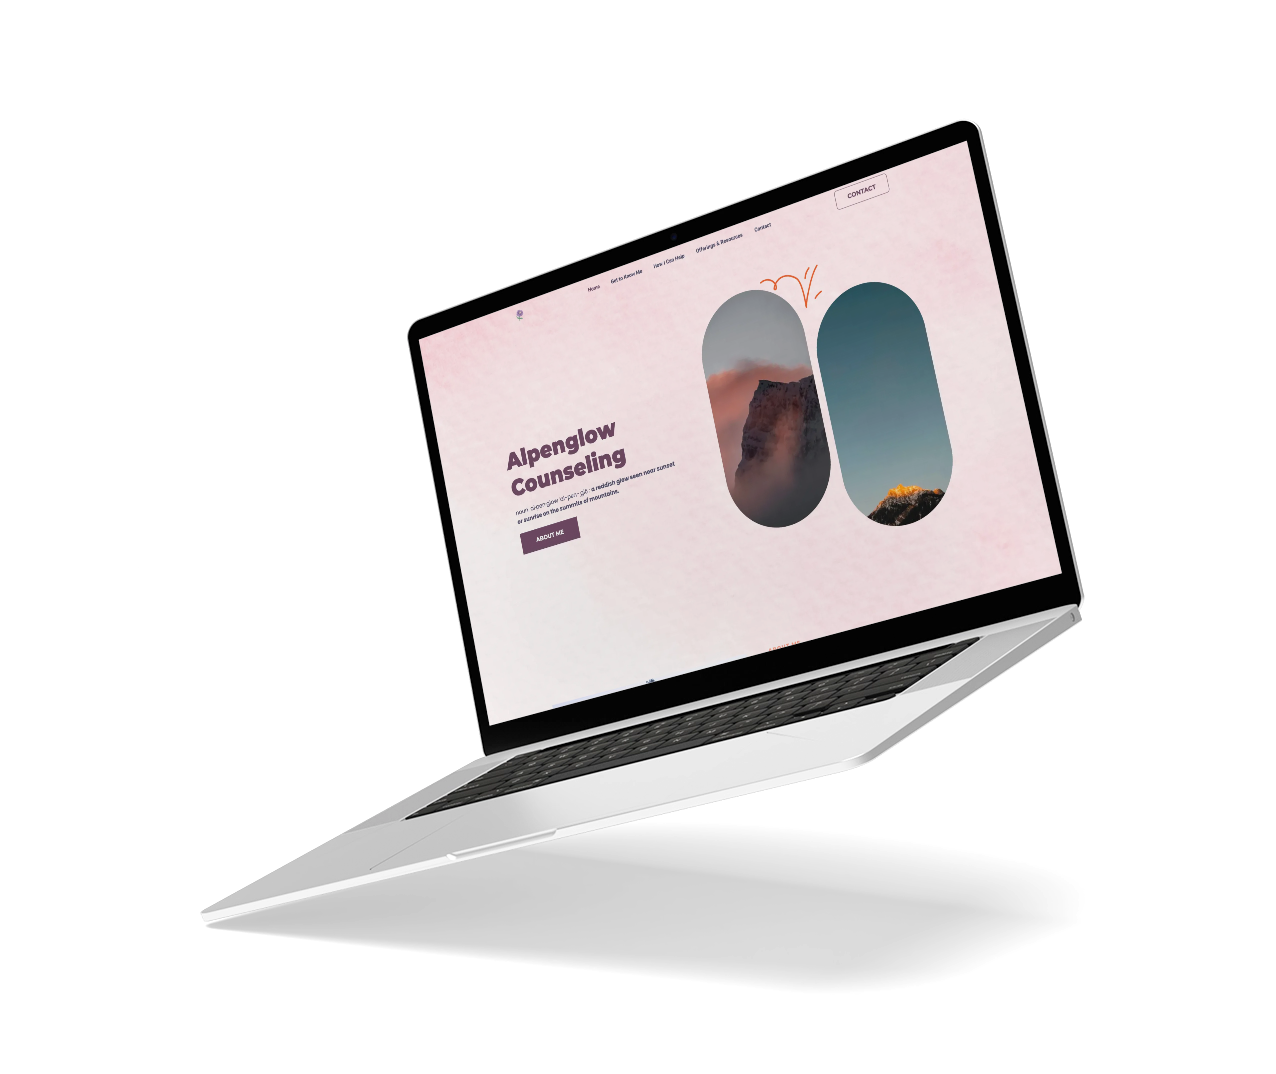 CONTACT
Home Get to Know Me How I Can Help Offerings & Resources Contact
Alpenglow
Counseling
noun a reddish glow seen near sunset
or sunrise on the summits of mountains.
ABOUT ME